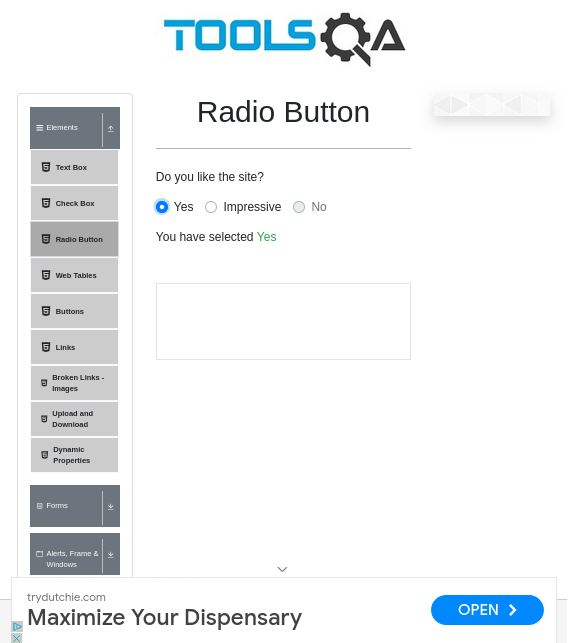 TOOLSQA
Radio Button
Elements
Text Box
Check Box
Radio Button
Web Tables
Buttons
Links
Broken Links -
Images
Upload and
Download
Dynamic
Properties
Forms
Alerts, Frame &
Windows
Do you like the site?
Yes Impressive No
You have selected Yes
trydutchie.com
Maximize Your Dispensary
OPEN